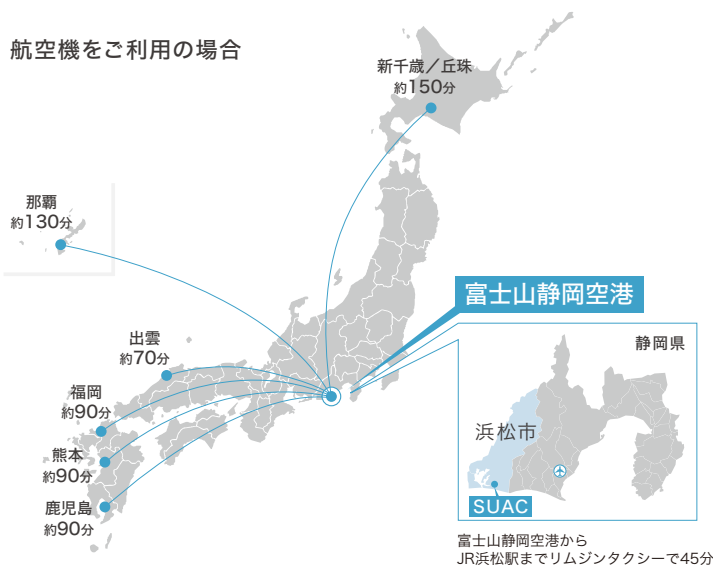 航空機をご利用の場合
新千歳／丘珠
約150分
那覇
約130分
富士山静岡空港
出雲
約70分
静岡県
福岡
約90分
浜松市
熊本
約90分
SUAC
鹿児島
約90分
富士山静岡空港から
JR浜松駅までリムジンタクシーで45分